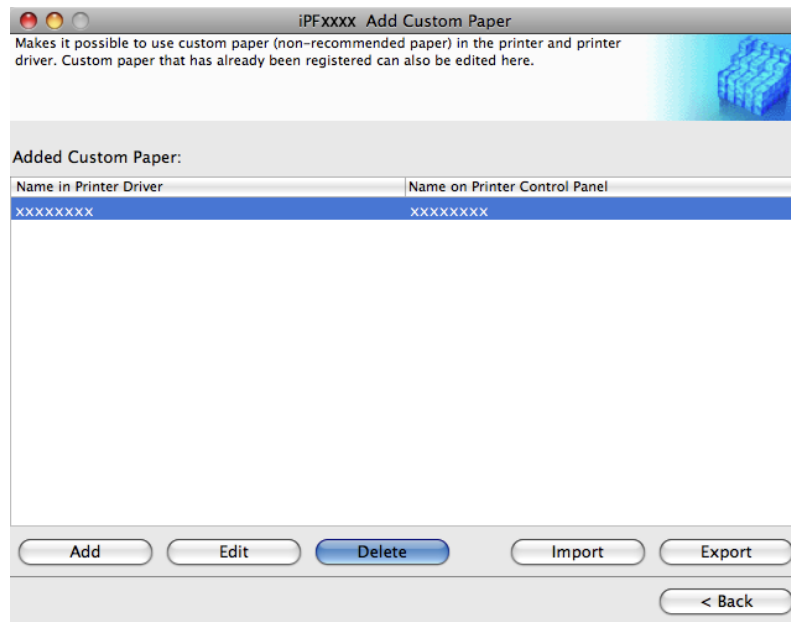 iPFxxxx Add Custom Paper
Makes it possible to use custom paper (non-recommended paper) in the printer and printer
driver. Custom paper that has already been registered can also be edited here.
Added Custom Paper:
Name in Printer Driver Name on Printer Control Panel
xxxxxxxx xxxxxxxx
Add Edit Delete Import Export
< Back